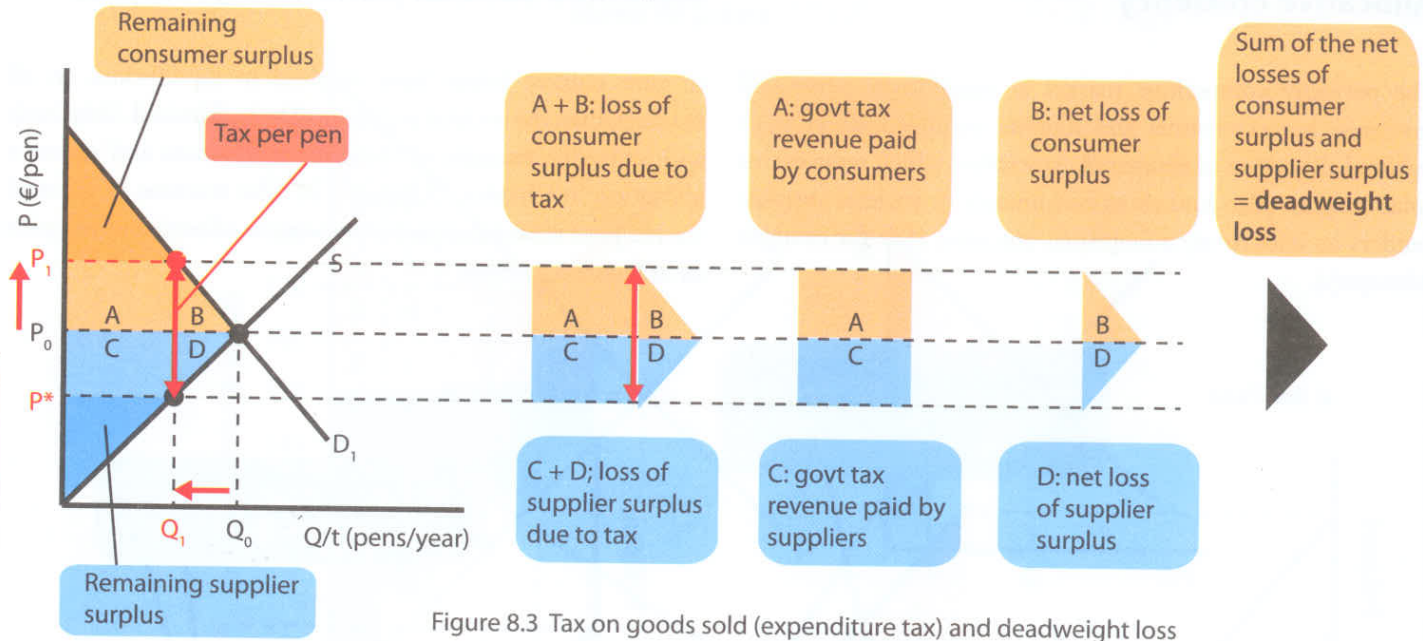 Remaining
consumer surplus
Tax per pen
P (€/pen)
P1
P0
P*
A
B
C
D
S
D1
Q1
Q0
Q/t (pens/year)
Remaining supplier
surplus
A + B: loss of
consumer
surplus due to
tax
A: govt tax
revenue paid
by consumers
B: net loss of
consumer
surplus
Sum of the net
losses of
consumer
surplus and
supplier surplus
= deadweight
loss
A
B
C
D
A
C
B
D
C + D; loss of
supplier surplus
due to tax
C: govt tax
revenue paid by
suppliers
D: net loss
of supplier
surplus
Figure 8.3 Tax on goods sold (expenditure tax) and deadweight loss